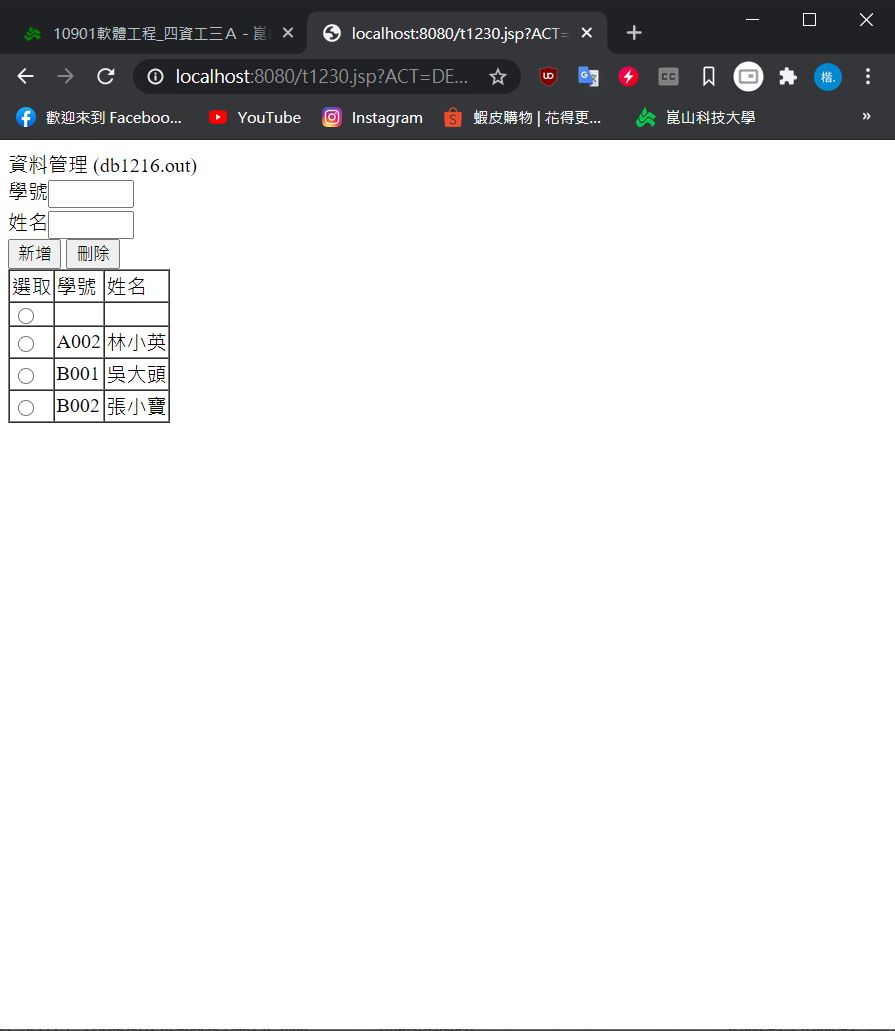 10901軟體工程_四資工三A - 崑
localhost:8080/t1230.jsp?ACT=
localhost:8080/t1230.jsp?ACT=DE...
UD
G
CC
楷.
歡迎來到 Faceboo...
YouTube
Instagram
蝦皮購物 | 花得更...
崑山科技大學
»
資料管理 (db1216.out)
學號
姓名
新增 刪除
選取 學號 姓名
A002 林小英
B001 吳大頭
B002 張小寶